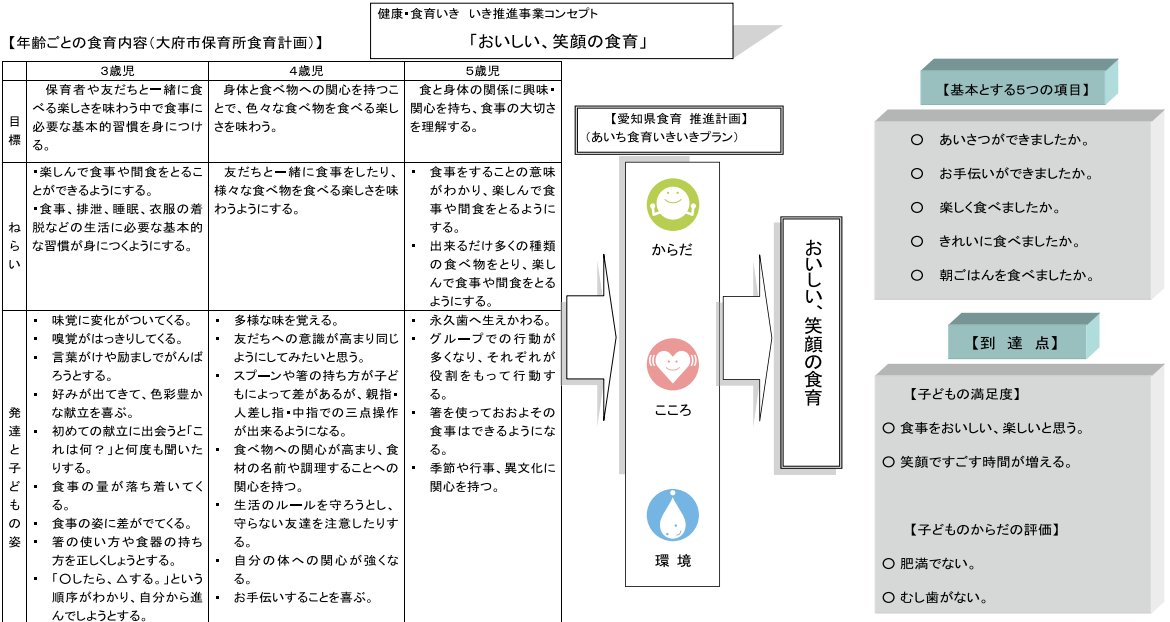 健康・食育いき いき推進事業コンセプト
「おいしい、笑顔の食育」
【年齢ごとの食育内容（大府市保育所食育計画）】
3歳児
4歳児
5歳児
目標
保育者や友だちと一緒に食
べる楽しさを味わう中で食事に
必要な基本的習慣を身につけ
る。
身体と食べ物への関心を持つこ
とで、色々な食べ物を食べる楽し
さを味わう。
食と身体の関係に興味・
関心を持ち、食事の大切さ
を理解する。
ねらい
・楽しんで食事や間食をとるこ
とができるようにする。
・食事、排泄、睡眠、衣服の着
脱などの生活に必要な基本的
な習慣が身につくようにする。
友だちと一緒に食事をしたり、
様々な食べ物を食べる楽しさを味
わうようにする。
・ 食事をすることの意味
がわかり、楽しんで食
事や間食をとるように
する。
・ 出来るだけ多くの種類
の食べ物をとり、楽し
んで食事や間食をとる
ようにする。
発達と子どもの姿
・ 味覚に変化がついてくる。
・ 嗅覚がはっきりしてくる。
・ 言葉がけや励ましでがんば
ろうとする。
・ 好みが出てきて、色彩豊か
な献立を喜ぶ。
・ 初めての献立に出会うと「こ
れは何？」と何度も聞いた
りする。
・ 食事の量が落ち着いてく
る。
・ 食事の姿に差がでてくる。
・ 箸の使い方や食器の持ち
方を正しくしようとする。
・ 「〇したら、△する。」という
順序がわかり、自分から進
んでしようとする。
・ 多様な味を覚える。
・ 友だちへの意識が高まり同じ
ようにしてみたいと思う。
・ スプーンや箸の持ち方が子ど
もによって差があるが、親指・
人差し指・中指での三点操作
が出来るようになる。
・ 食べ物への関心が高まり、食
材の名前や調理することへの
関心を持つ。
・ 生活のルールを守ろうとし、
守らない友達を注意したりす
る。
・ 自分の体への関心が強くな
る。
・ お手伝いすることを喜ぶ。
・ 永久歯へ生えかわる。
・ グループでの行動が
多くなり、それぞれが
役割をもって行動す
る。
・ 箸を使っておおよその
食事はできるようにな
る。
・ 季節や行事、異文化に
関心を持つ。
【愛知県食育 推進計画】
（あいち食育いきいきプラン）
からだ
こころ
環 境
おいしい、笑顔の食育
【基本とする5つの項目】
〇 あいさつができましたか。
〇 お手伝いができましたか。
〇 楽しく食べましたか。
〇 きれいに食べましたか。
〇 朝ごはんを食べましたか。
【到 達 点】
【子どもの満足度】
〇 食事をおいしい、楽しいと思う。
〇 笑顔ですごす時間が増える。
【子どものからだの評価】
〇 肥満でない。
〇 むし歯がない。